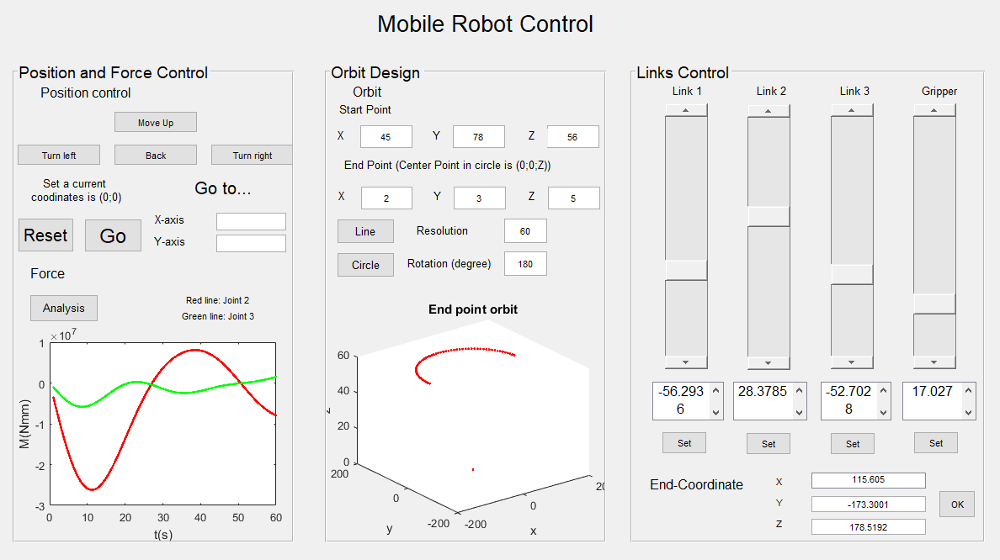 Mobile Robot Control
Position and Force Control
Position control
Move Up
Turn left
Back
Turn right
Set a current
coodinates is (0;0)
Go to...
Reset
Go
X-axis
Y-axis
Force
Analysis
Red line: Joint 2
Green line: Joint 3
×10^7
1
0
-1
-2
-3
M(Nmm)
0 10 20 30 40 50 60
t(s)
Orbit Design
Orbit
Start Point
X 45 Y 78 Z 56
End Point (Center Point in circle is (0;0;Z))
X 2 Y 3 Z 5
Line Resolution 60
Circle Rotation (degree) 180
End point orbit
60
40
20
0
z
200
0
-200
y
-200
0
20
x
Links Control
Link 1 Link 2 Link 3 Gripper
-56.293
6
28.3785
-52.702
8
17.027
Set Set Set Set
End-Coordinate
X 115.605
Y -173.3001
Z 178.5192
OK